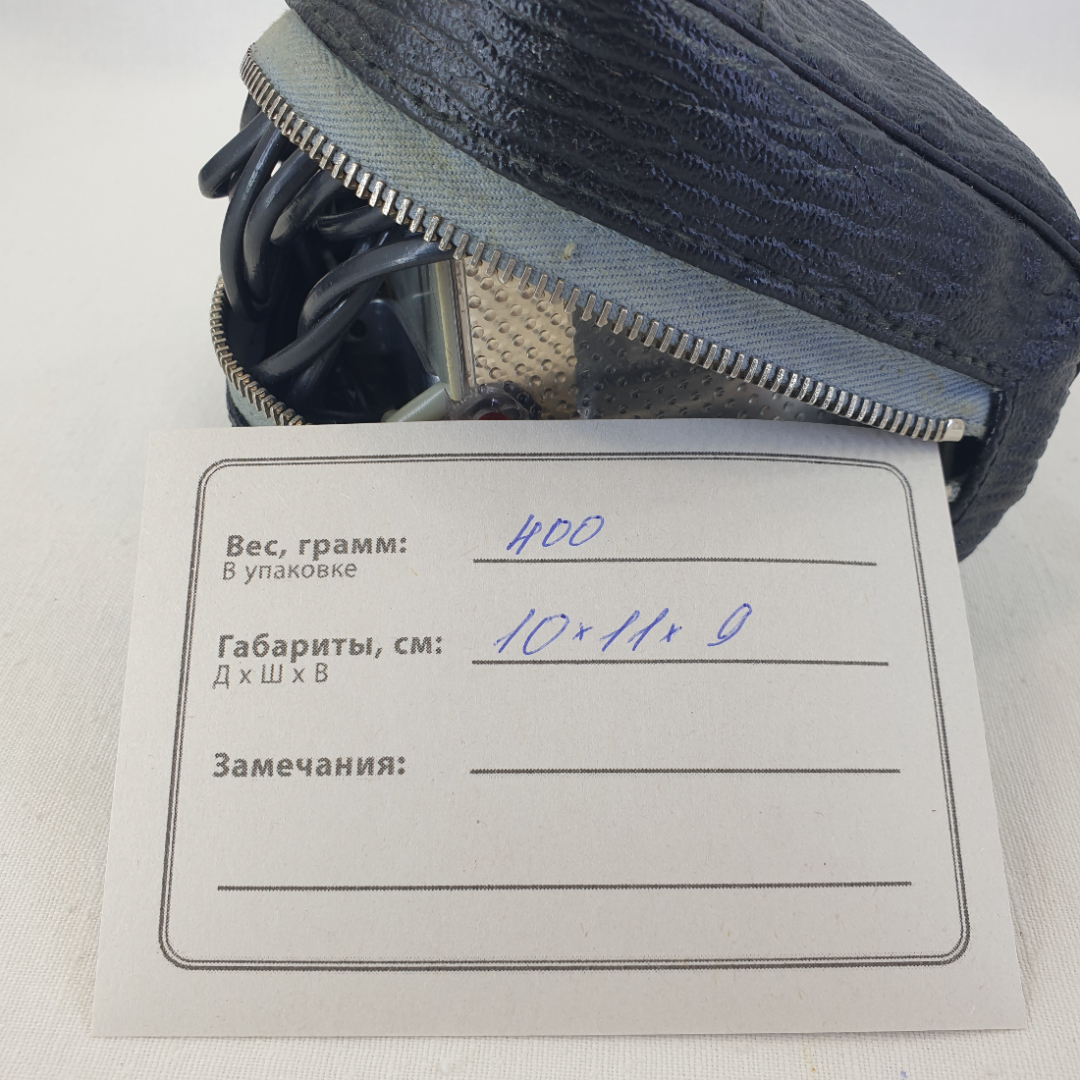 Вес, грамм: 400
В упаковке
Габариты, см: 10 x 11 x 9
Д х Ш х В
Замечания: